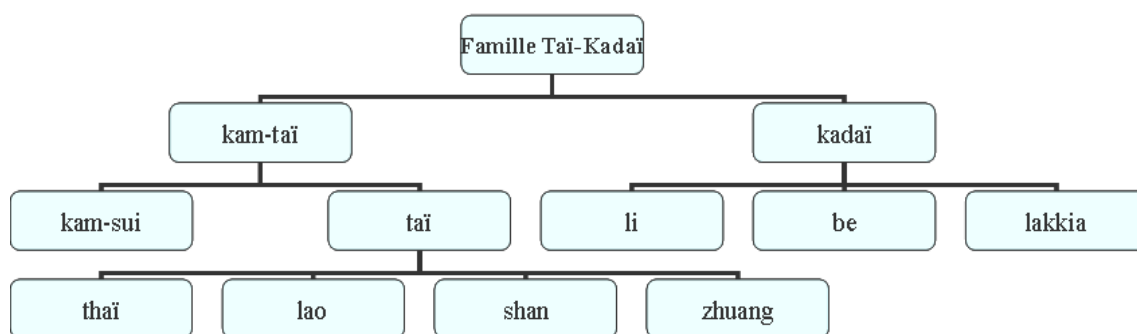 Famille Taï-Kadaï
kam-taï
kadaï
kam-sui
taï
li
be
lakkia
thaï
lao
shan
zhuang